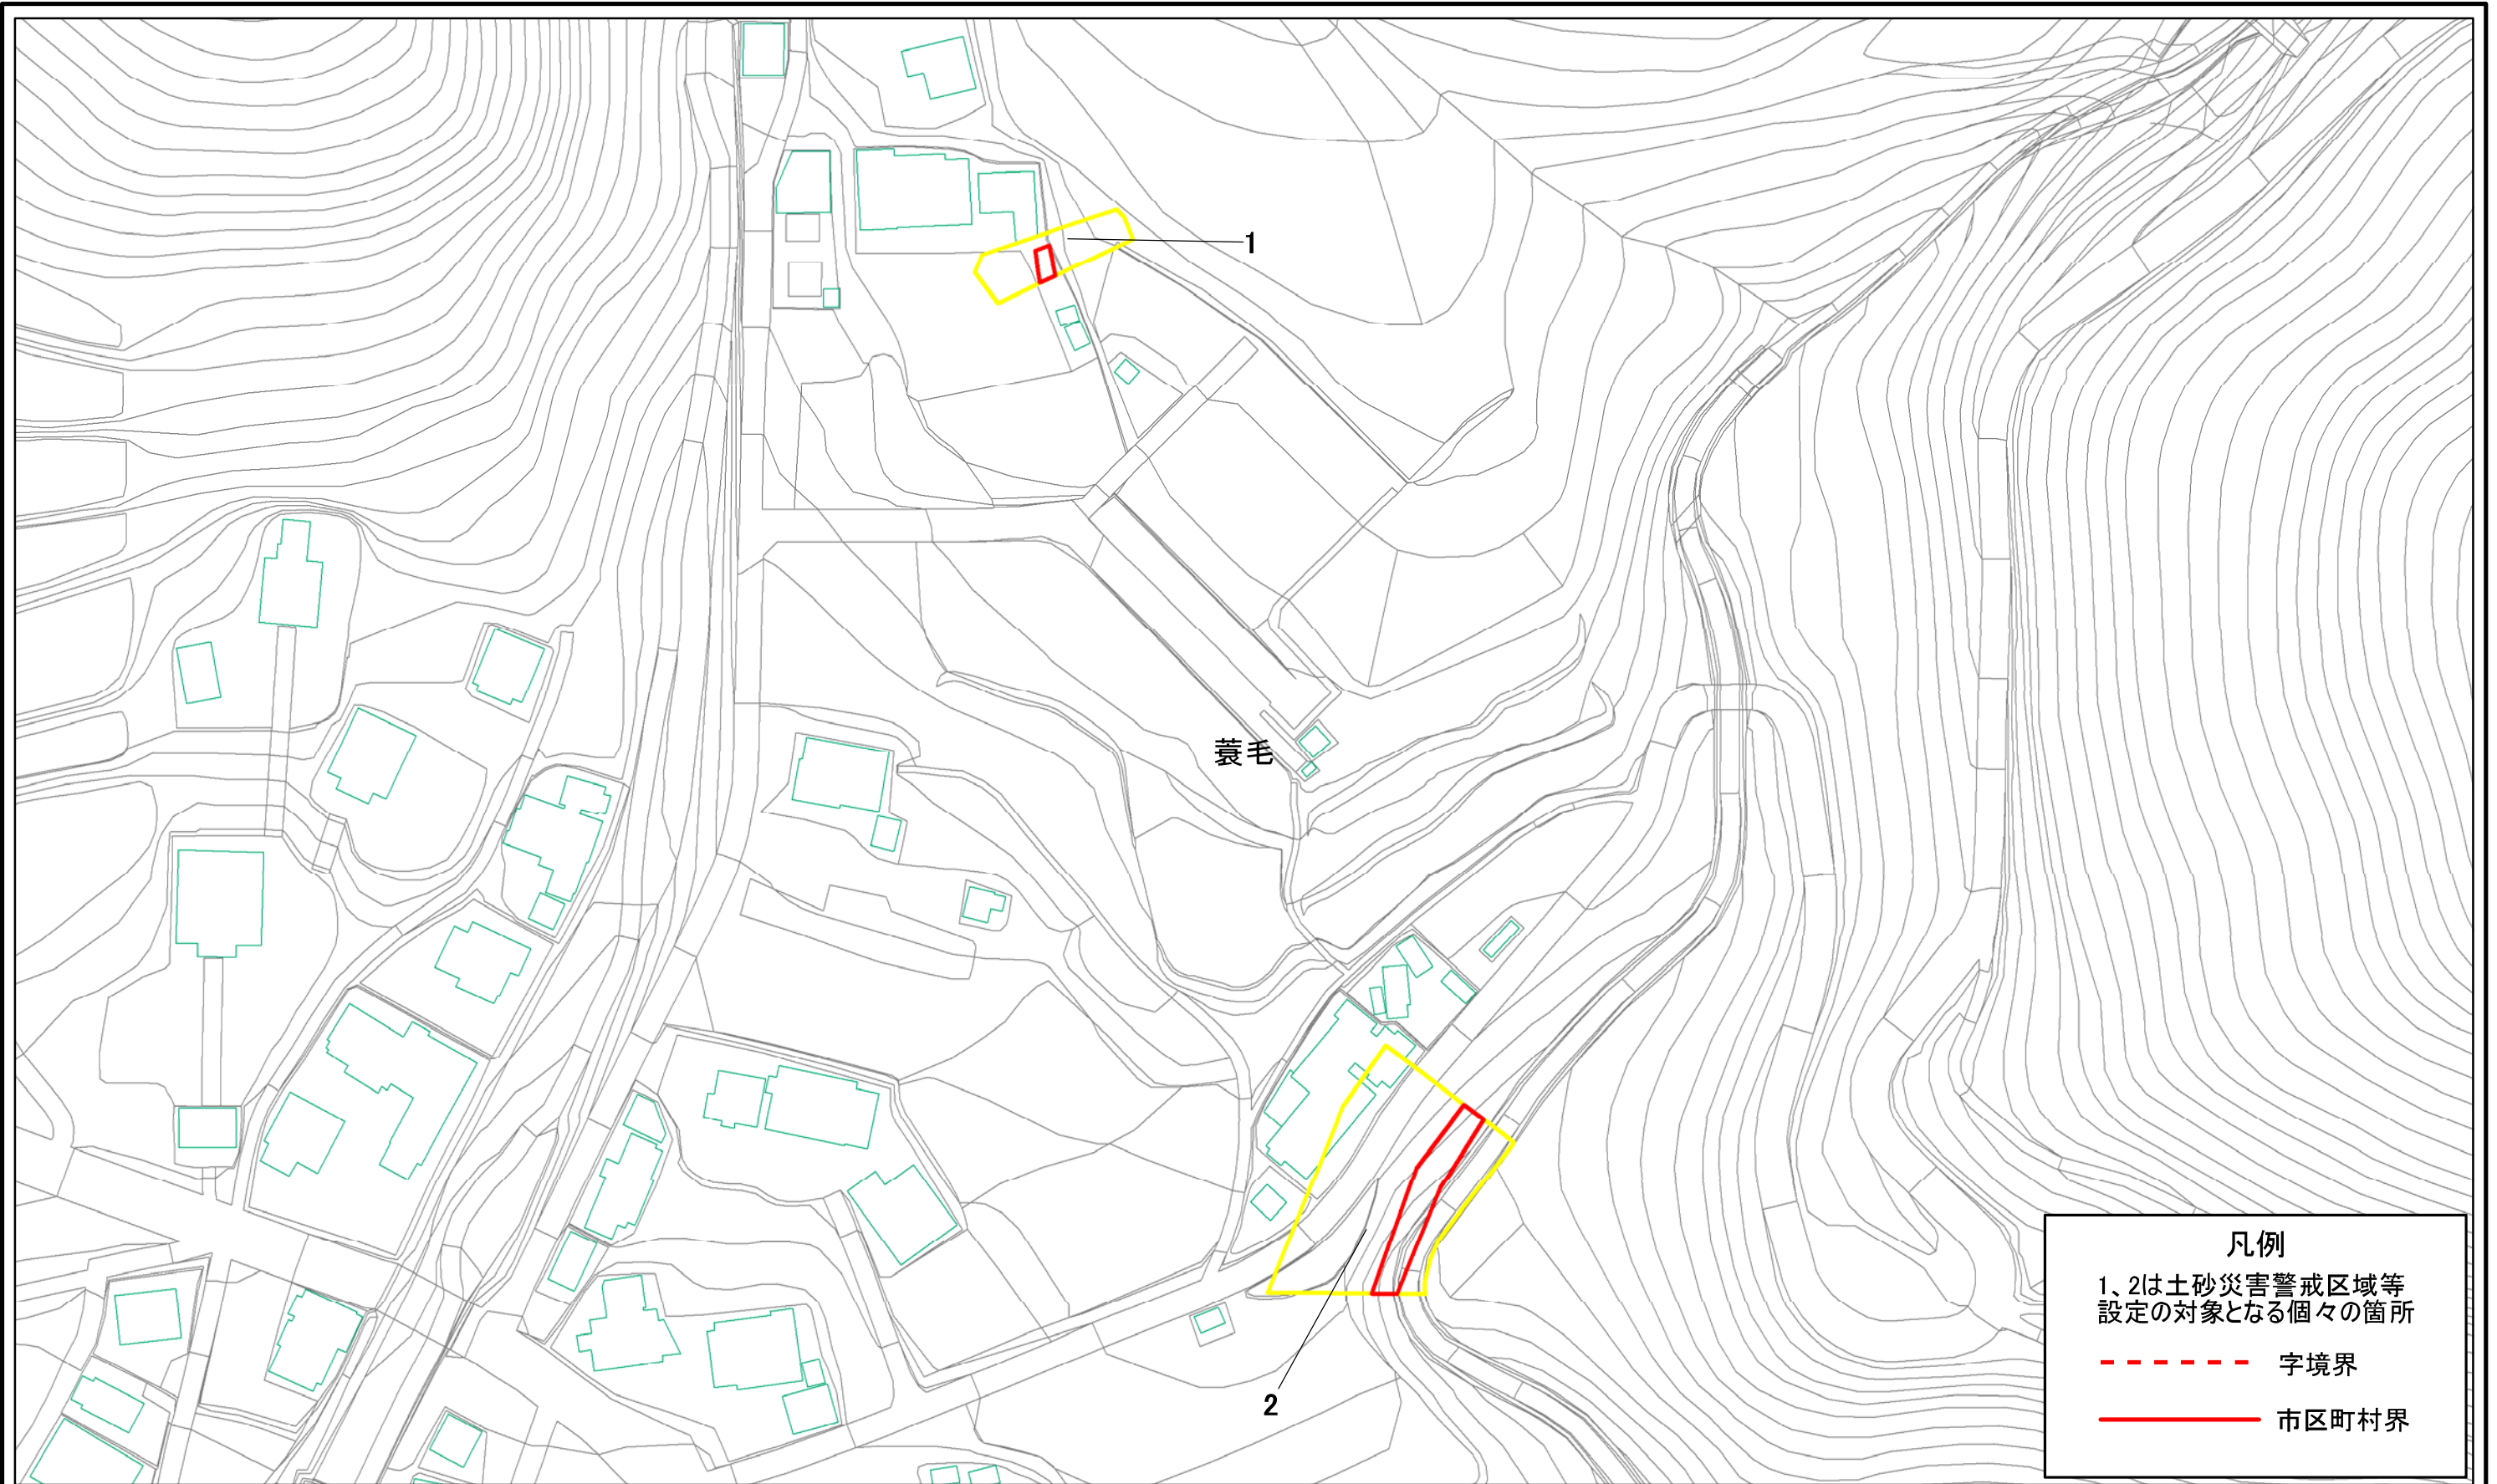 1
蓑毛
2
凡例
1、2は土砂災害警戒区域等
設定の対象となる個々の箇所
字境界
市区町村界